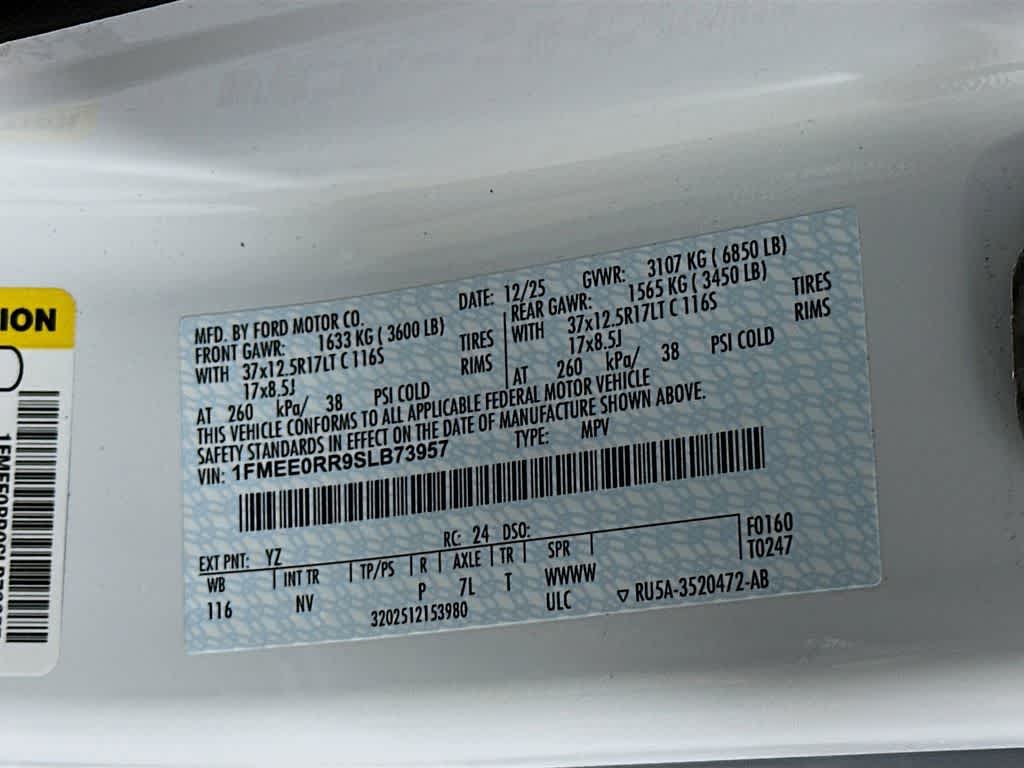 ION
MFD. BY FORD MOTOR CO. DATE: 12/25 GVWR: 3107 KG ( 6850 LB)
FRONT GAWR: 1633 KG ( 3600 LB) REAR GAWR: 1565 KG ( 3450 LB)
WITH 37x12.5R17LT C 116S TIRES WITH 37x12.5R17LT C 116S TIRES
17x8.5J RIMS 17x8.5J RIMS
AT 260 kPa/ 38 PSI COLD AT 260 kPa/ 38 PSI COLD
THIS VEHICLE CONFORMS TO ALL APPLICABLE FEDERAL MOTOR VEHICLE
SAFETY STANDARDS IN EFFECT ON THE DATE OF MANUFACTURE SHOWN ABOVE.
VIN: 1FMEE0RR9SLB73957 TYPE: MPV
EXT PNT: YZ RC: 24 DSO: F0160
WB INT TR TP/PS R AXLE TR SPR T0247
116 NV P 7L T WWWW
3202512153980 ULC ▽ RU5A-3520472-AB